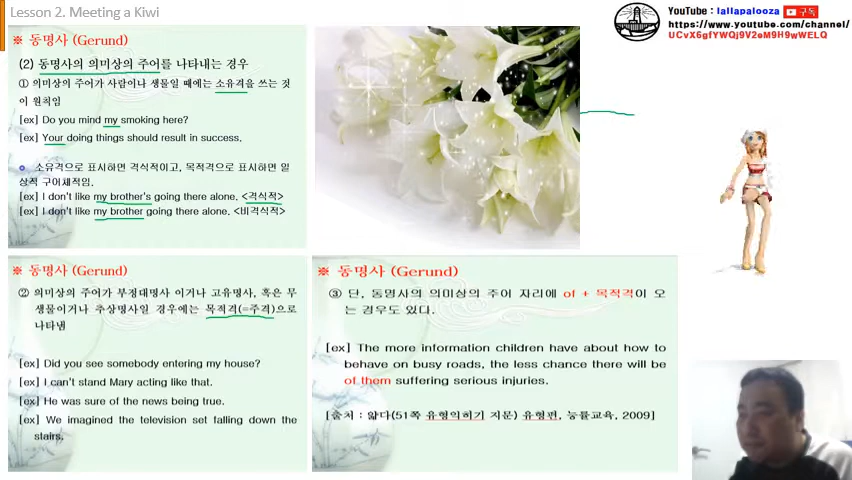 Lesson 2. Meeting a Kiwi
YouTube : lallapalooza 구독
https://www.youtube.com/channel/
UCvX6gfYWQj9V2eM9H9wWELQ
※ 동명사 (Gerund)
(2) 동명사의 의미상의 주어를 나타내는 경우
① 의미상의 주어가 사람이나 생물일 때에는 소유격을 쓰는 것
이 원칙임
[ex] Do you mind my smoking here?
[ex] Your doing things should result in success.
소유격으로 표시하면 격식적이고, 목적격으로 표시하면 일
상적 구어체적임.
[ex] I don't like my brother's going there alone. <격식적>
[ex] I don't like my brother going there alone. <비격식적>
※ 동명사 (Gerund)
② 의미상의 주어가 부정대명사 이거나 고유명사, 혹은 무
생물이거나 추상명사일 경우에는 목적격(=주격)으로
나타냄
[ex] Did you see somebody entering my house?
[ex] I can't stand Mary acting like that.
[ex] He was sure of the news being true.
[ex] We imagined the television set falling down the
stairs.
※ 동명사 (Gerund)
③ 단, 동명사의 의미상의 주어 자리에 of + 목적격이 오
는 경우도 있다.
[ex] The more information children have about how to
behave on busy roads, the less chance there will be
of them suffering serious injuries.
[출처 : 앏다(51쪽 유형익히기 지문) 유형편, 능률교육, 2009]